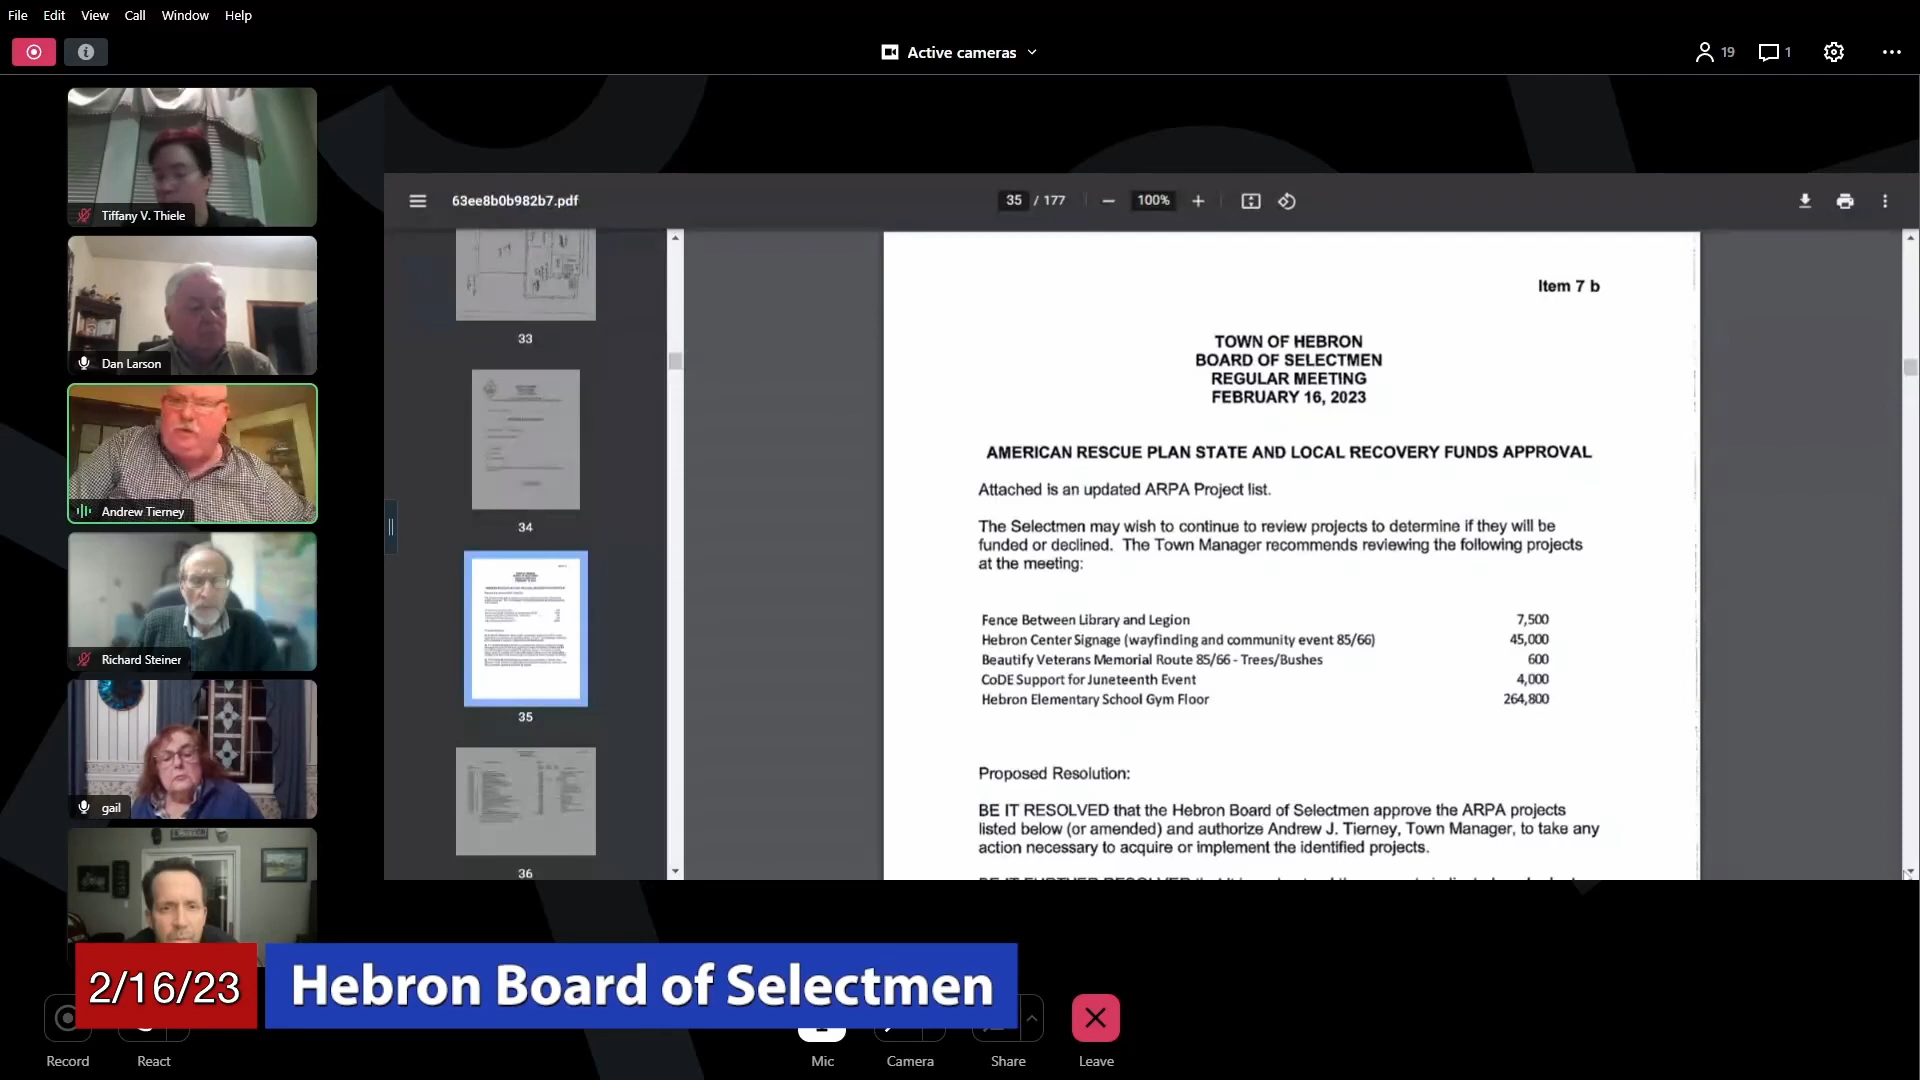 File Edit View Call Window Help
Active cameras
19
1
Tiffany V. Thiele
Dan Larson
Andrew Tierney
Richard Steiner
gail
63ee8b0b982b7.pdf
35 / 177
100%
33
34
35
36
Item 7 b
TOWN OF HEBRON
BOARD OF SELECTMEN
REGULAR MEETING
FEBRUARY 16, 2023
AMERICAN RESCUE PLAN STATE AND LOCAL RECOVERY FUNDS APPROVAL
Attached is an updated ARPA Project list.
The Selectmen may wish to continue to review projects to determine if they will be
funded or declined. The Town Manager recommends reviewing the following projects
at the meeting:
Fence Between Library and Legion 7,500
Hebron Center Signage (wayfinding and community event 85/66) 45,000
Beautify Veterans Memorial Route 85/66 - Trees/Bushes 600
CoDE Support for Juneteenth Event 4,000
Hebron Elementary School Gym Floor 264,800
Proposed Resolution:
BE IT RESOLVED that the Hebron Board of Selectmen approve the ARPA projects
listed below (or amended) and authorize Andrew J. Tierney, Town Manager, to take any
action necessary to acquire or implement the identified projects.
2/16/23 Hebron Board of Selectmen
Record
React
Mic
Camera
Share
Leave